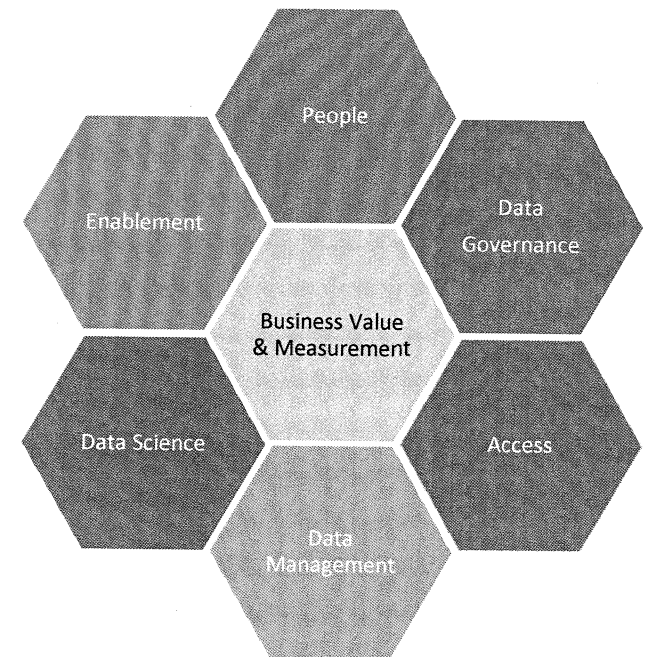 People
Data
Governance
Enablement
Business Value
& Measurement
Data Science
Access
Data
Management